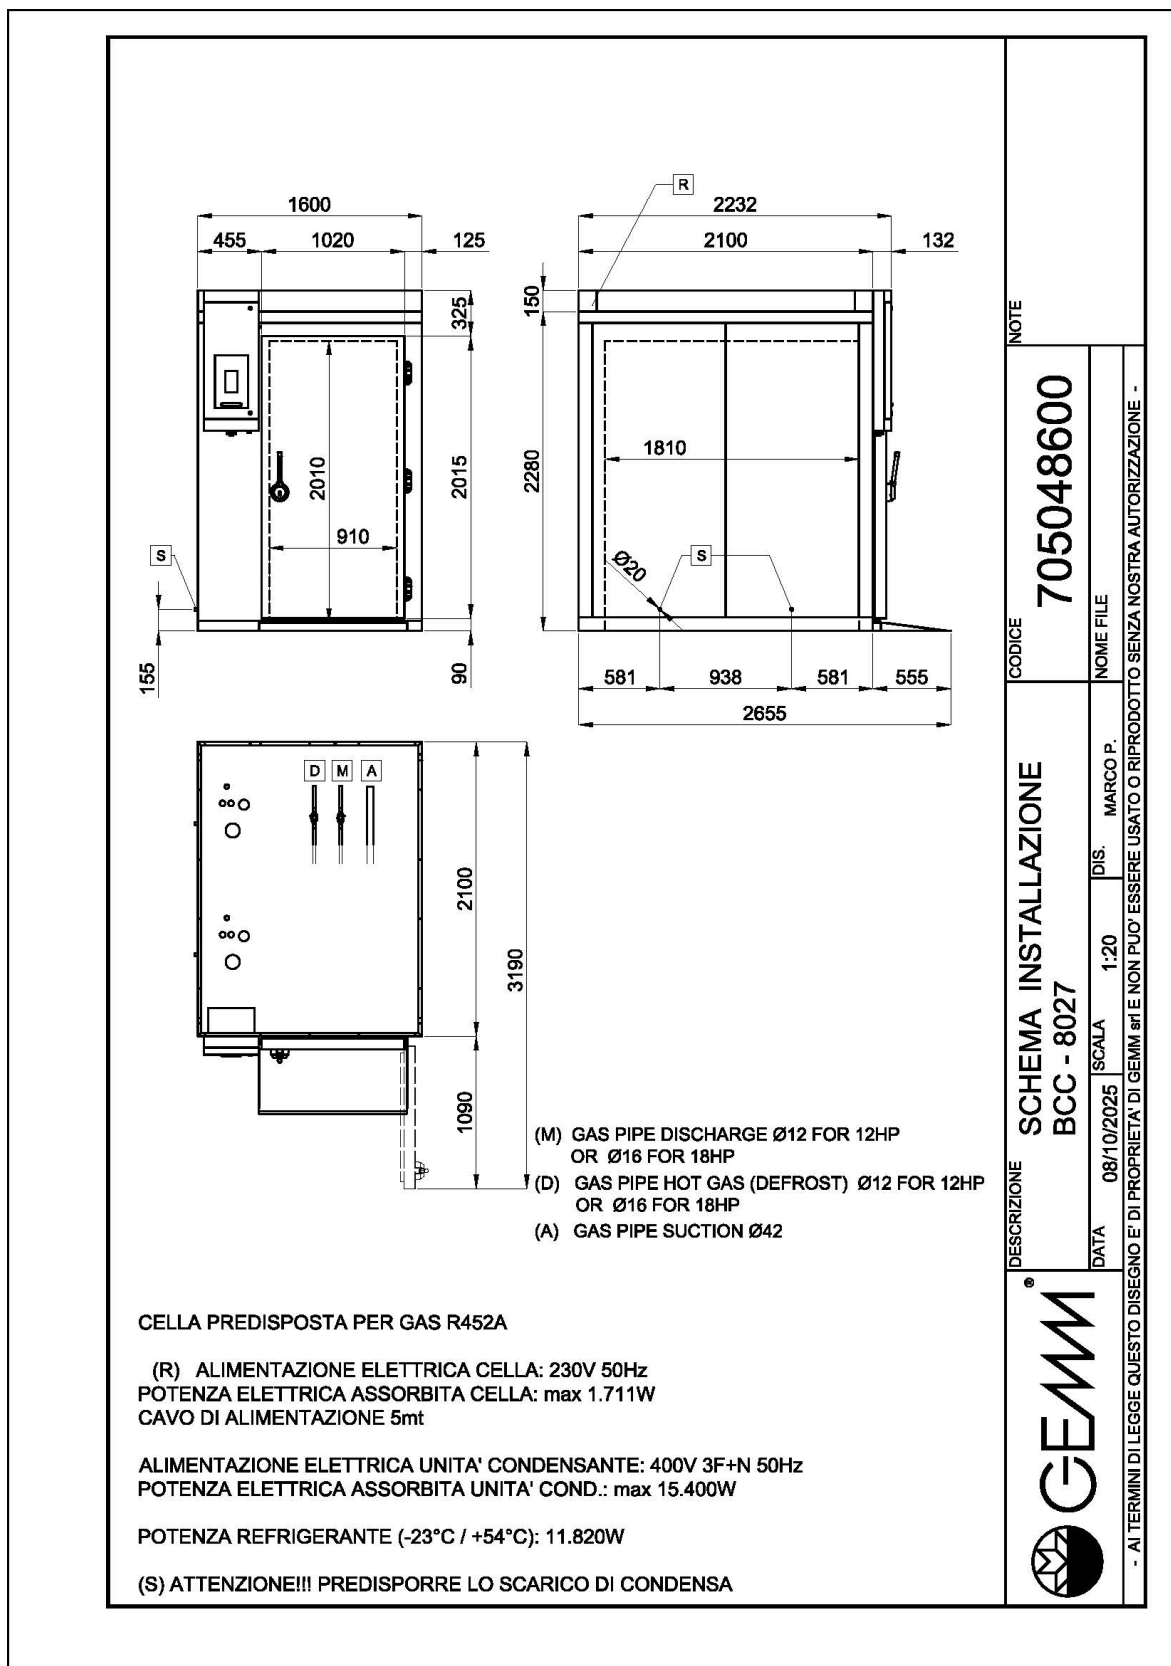 R
1600
455
1020
125
325
2010
2015
910
S
155
90
2232
2100
132
150
2280
1810
Ø20
S
581
938
581
555
2655
D
M
A
2100
3190
1090
(M) GAS PIPE DISCHARGE Ø12 FOR 12HP
OR Ø16 FOR 18HP
(D) GAS PIPE HOT GAS (DEFROST) Ø12 FOR 12HP
OR Ø16 FOR 18HP
(A) GAS PIPE SUCTION Ø42
CELLA PREDISPOSTA PER GAS R452A
(R) ALIMENTAZIONE ELETTRICA CELLA: 230V 50Hz
POTENZA ELETTRICA ASSORBITA CELLA: max 1.711W
CAVO DI ALIMENTAZIONE 5mt
ALIMENTAZIONE ELETTRICA UNITA' CONDENSANTE: 400V 3F+N 50Hz
POTENZA ELETTRICA ASSORBITA UNITA' COND.: max 15.400W
POTENZA REFRIGERANTE (-23°C / +54°C): 11.820W
(S) ATTENZIONE!!! PREDISPORRE LO SCARICO DI CONDENSA
GEMM®
DESCRIZIONE
SCHEMA INSTALLAZIONE
BCC - 8027
CODICE
705048600
NOTE
DATA 08/10/2025
SCALA 1:20
DIS. MARCO P.
NOME FILE
- AI TERMINI DI LEGGE QUESTO DISEGNO E' DI PROPRIETA' DI GEMM srl E NON PUO' ESSERE USATO O RIPRODOTTO SENZA NOSTRA AUTORIZZAZIONE -